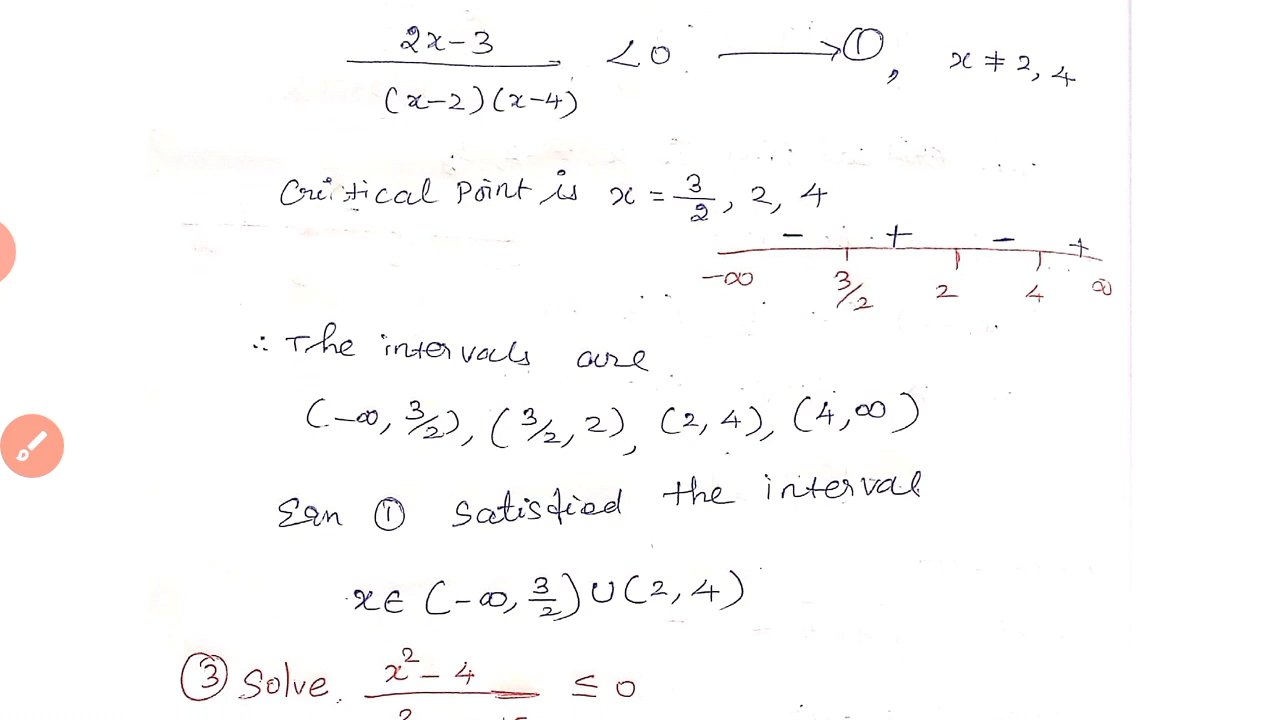 2x-3
<0 → ①, x ≠ 2, 4
(x-2)(x-4)
Critical point is x = 3/2, 2, 4
- + - +
-∞ 3/2 2 4 ∞
∴ The intervals are
(-∞, 3/2), (3/2, 2), (2, 4), (4, ∞)
Eqn ① satisfied the interval
x∈ (-∞, 3/2) ∪ (2, 4)
③ Solve x² - 4
≤ 0